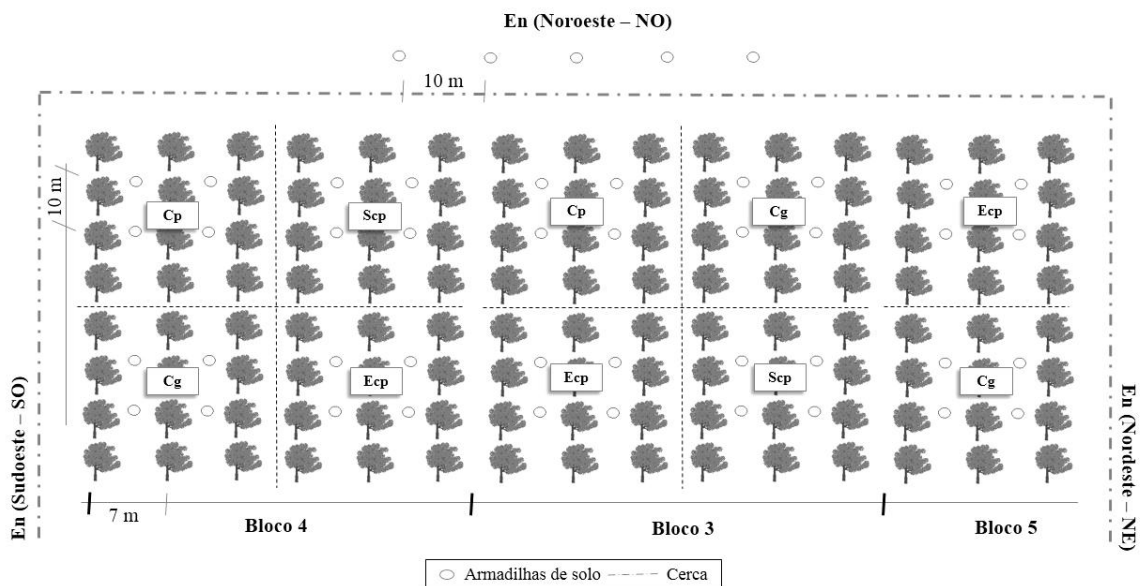 En (Noroeste – NO)
10 m
10 m
Cp
Scp
Cp
Cg
Ecp
Cg
Ecp
Ecp
Scp
Cg
En (Sudoeste – SO)
En (Nordeste – NE)
7 m
Bloco 4
Bloco 3
Bloco 5
Armadilhas de solo
Cerca